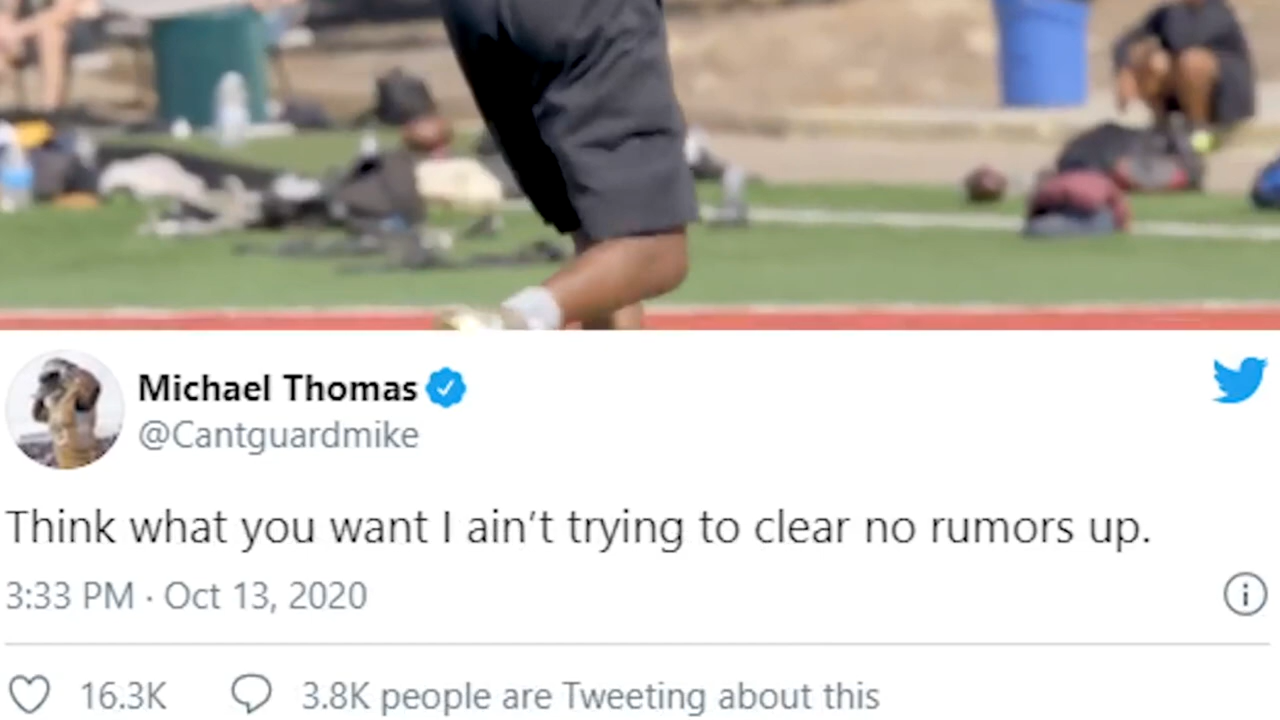 Michael Thomas
@Cantguardmike
Think what you want I ain't trying to clear no rumors up.
3:33 PM · Oct 13, 2020
16.3K 3.8K people are Tweeting about this